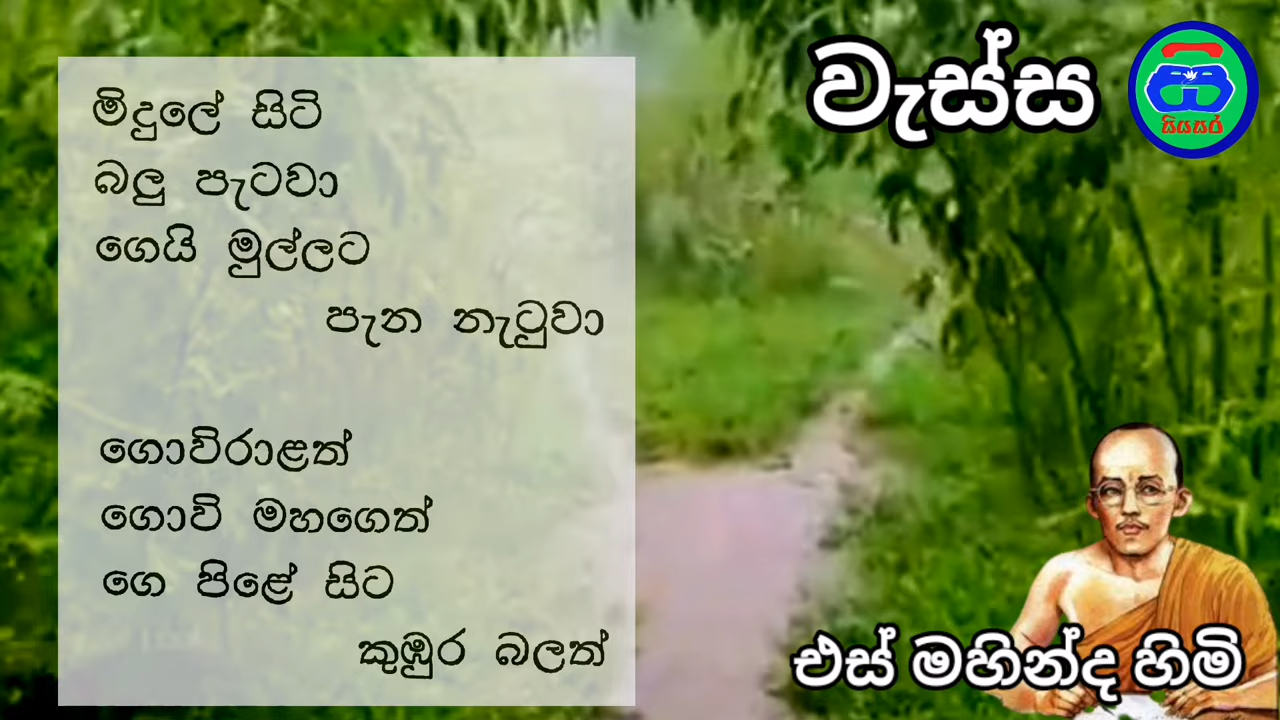 වැස්ස
සියසර
මිදුලේ සිටි
බලු පැටවා
ගෙයි මුල්ලට
පැන නැටුවා
ගොවිරාළත්
ගොවි මහගෙත්
ගෙ පිළේ සිට
කුඹුර බලත්
එස් මහින්ද හිමි